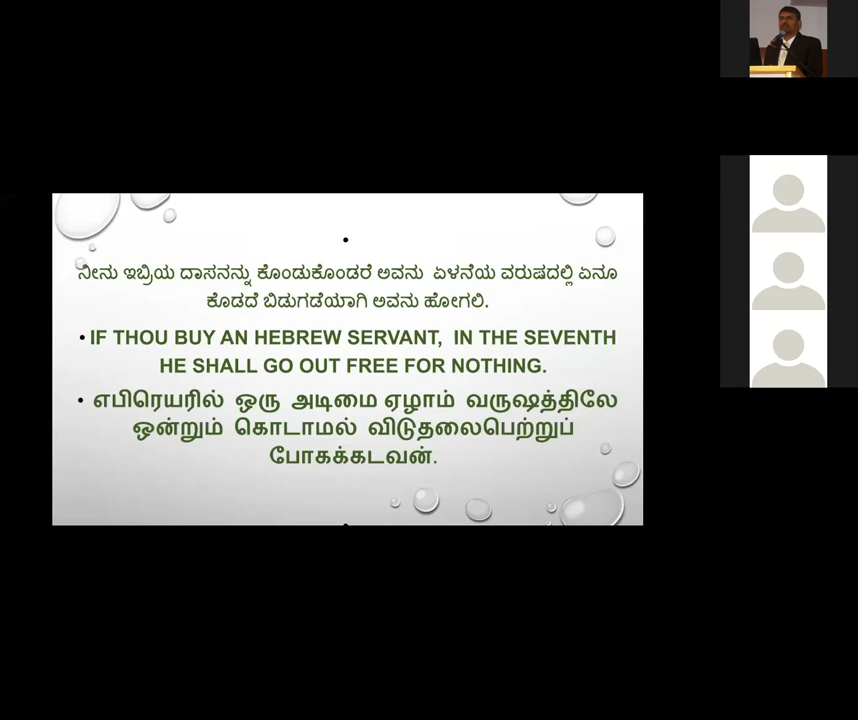 ನೀನು ಇಬ್ರಿಯ ದಾಸನನ್ನು ಕೊಂಡುಕೊಂಡರೆ ಅವನು ಏಳನೆಯ ವರುಷದಲ್ಲಿ ಏನೂ
ಕೊಡದೆ ಬಿಡುಗಡೆಯಾಗಿ ಅವನು ಹೋಗಲಿ.
IF THOU BUY AN HEBREW SERVANT, IN THE SEVENTH
HE SHALL GO OUT FREE FOR NOTHING.
எபிரெயரில் ஒரு அடிமை ஏழாம் வருஷத்திலே
ஒன்றும் கொடாமல் விடுதலைபெற்றுப்
போகக்கடவன்.